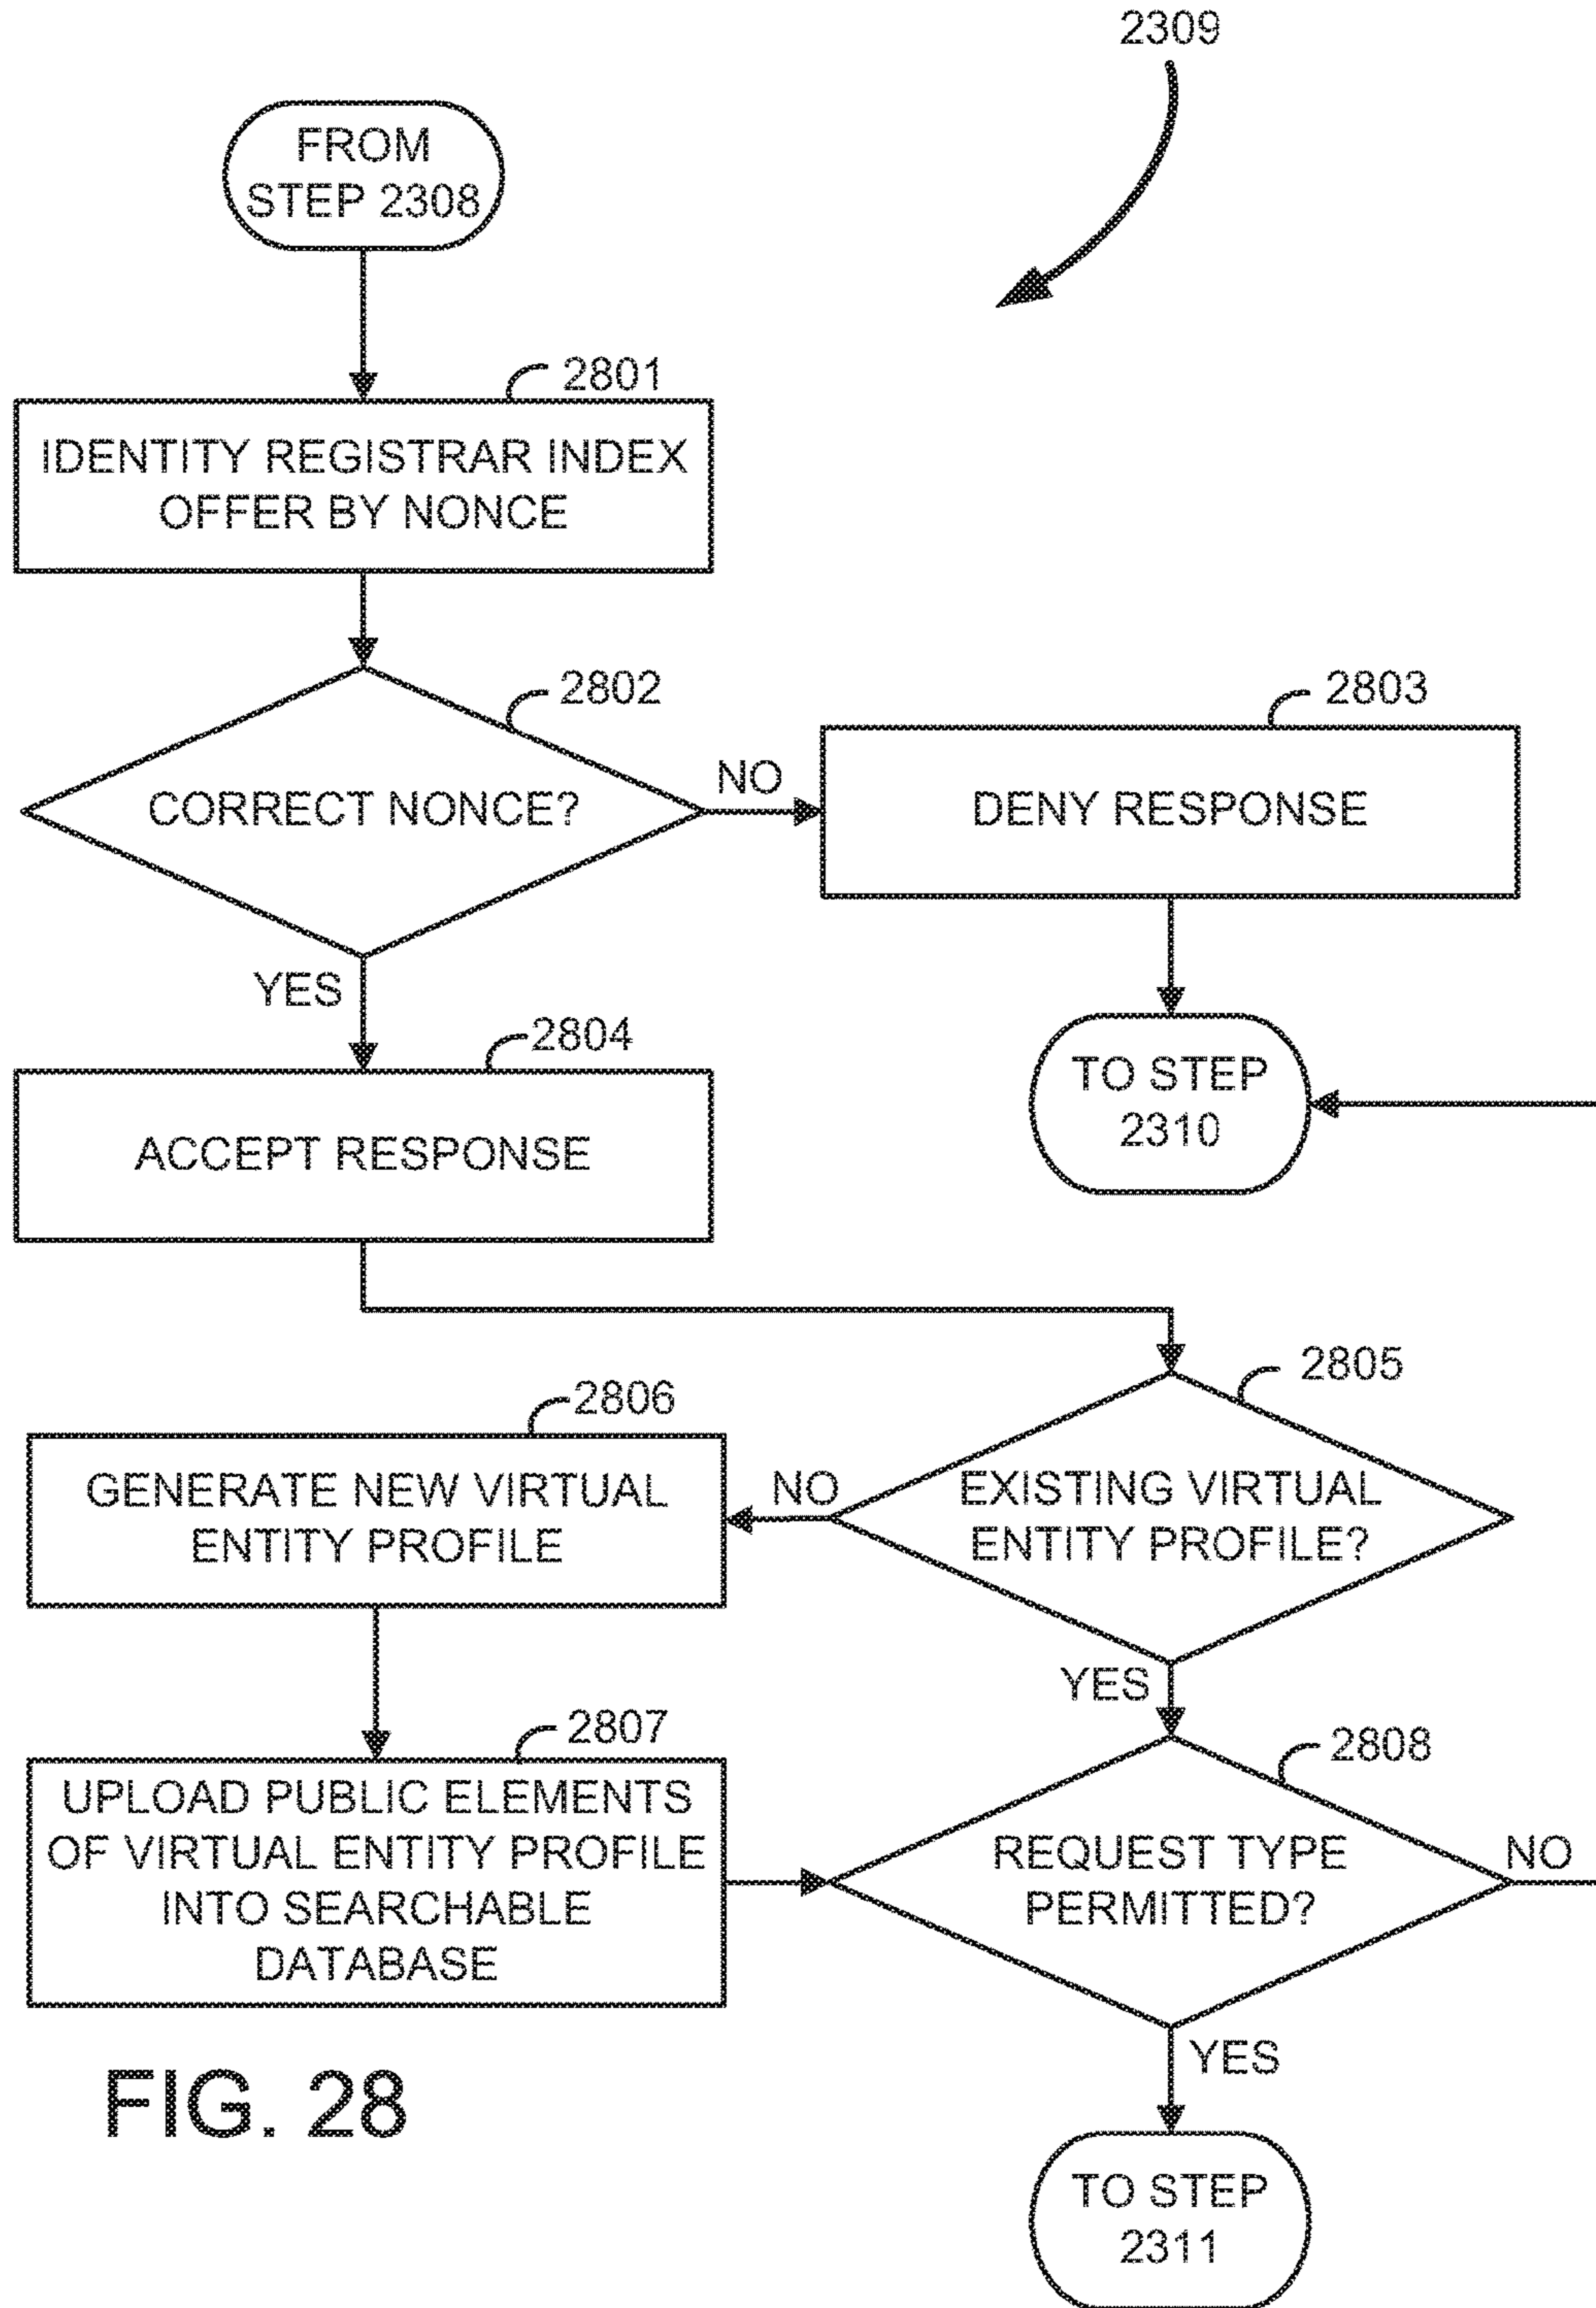 2309
FROM
STEP 2308
2801
IDENTITY REGISTRAR INDEX
OFFER BY NONCE
2802
CORRECT NONCE?
NO
2803
DENY RESPONSE
YES
2804
ACCEPT RESPONSE
TO STEP
2310
2805
EXISTING VIRTUAL
ENTITY PROFILE?
NO
2806
GENERATE NEW VIRTUAL
ENTITY PROFILE
YES
2807
UPLOAD PUBLIC ELEMENTS
OF VIRTUAL ENTITY PROFILE
INTO SEARCHABLE
DATABASE
2808
REQUEST TYPE
PERMITTED?
NO
YES
TO STEP
2311
FIG. 28